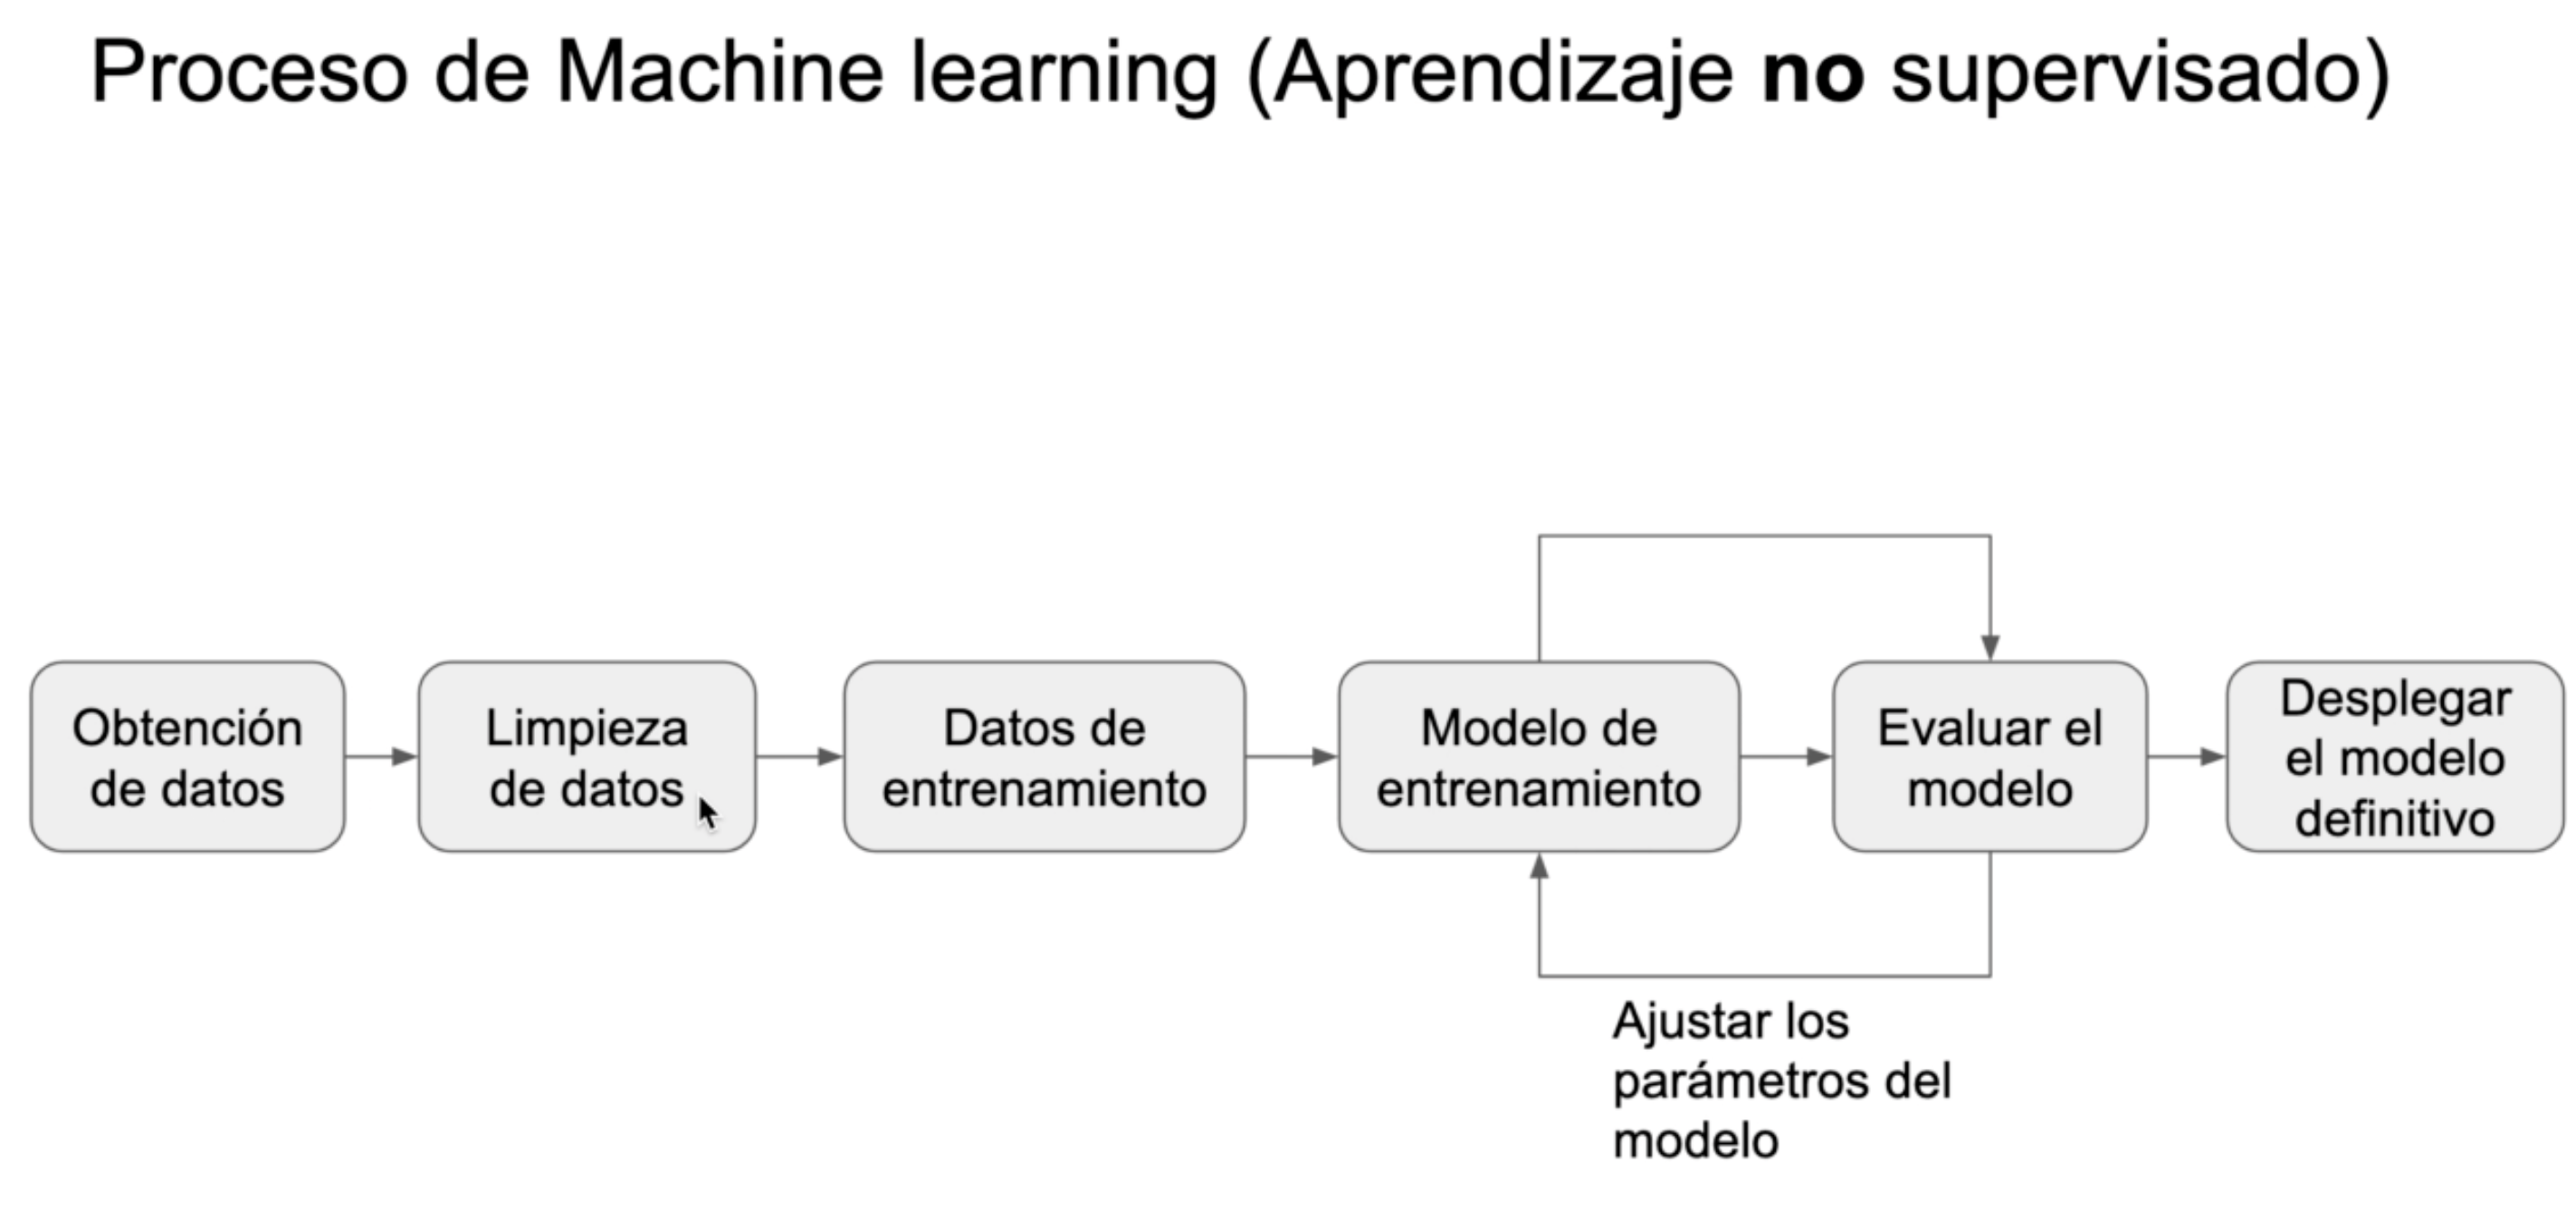 Proceso de Machine learning (Aprendizaje no supervisado)
Obtención
de datos
Limpieza
de datos
Datos de
entrenamiento
Modelo de
entrenamiento
Evaluar el
modelo
Desplegar
el modelo
definitivo
Ajustar los
parámetros del
modelo